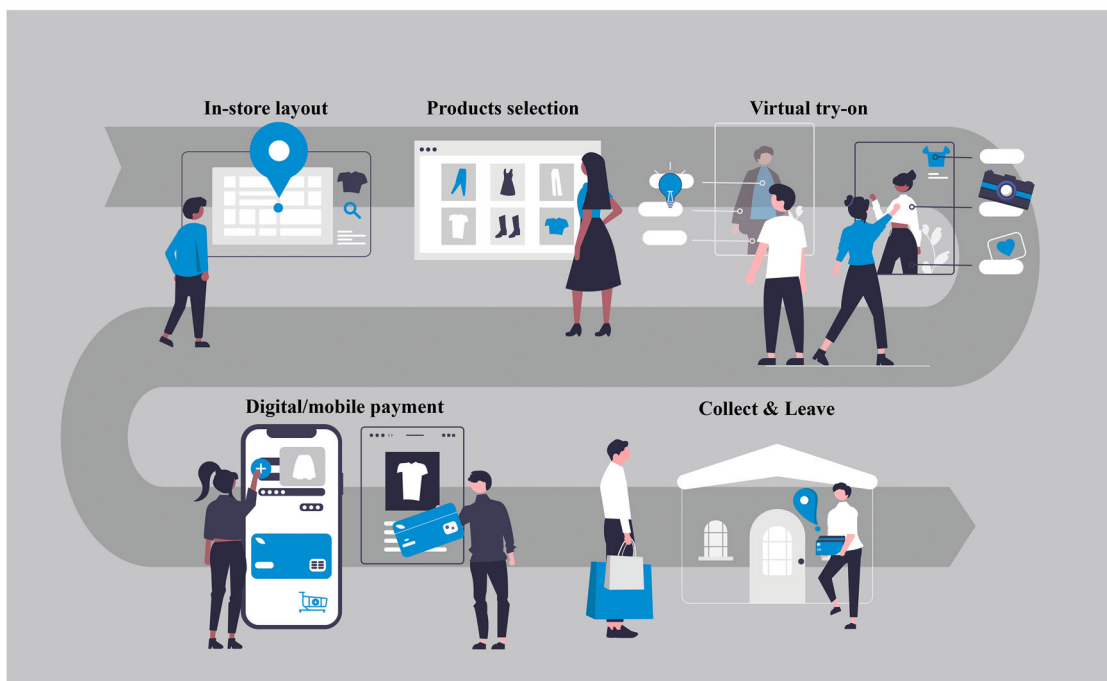 In-store layout
Products selection
Virtual try-on
Digital/mobile payment
Collect & Leave